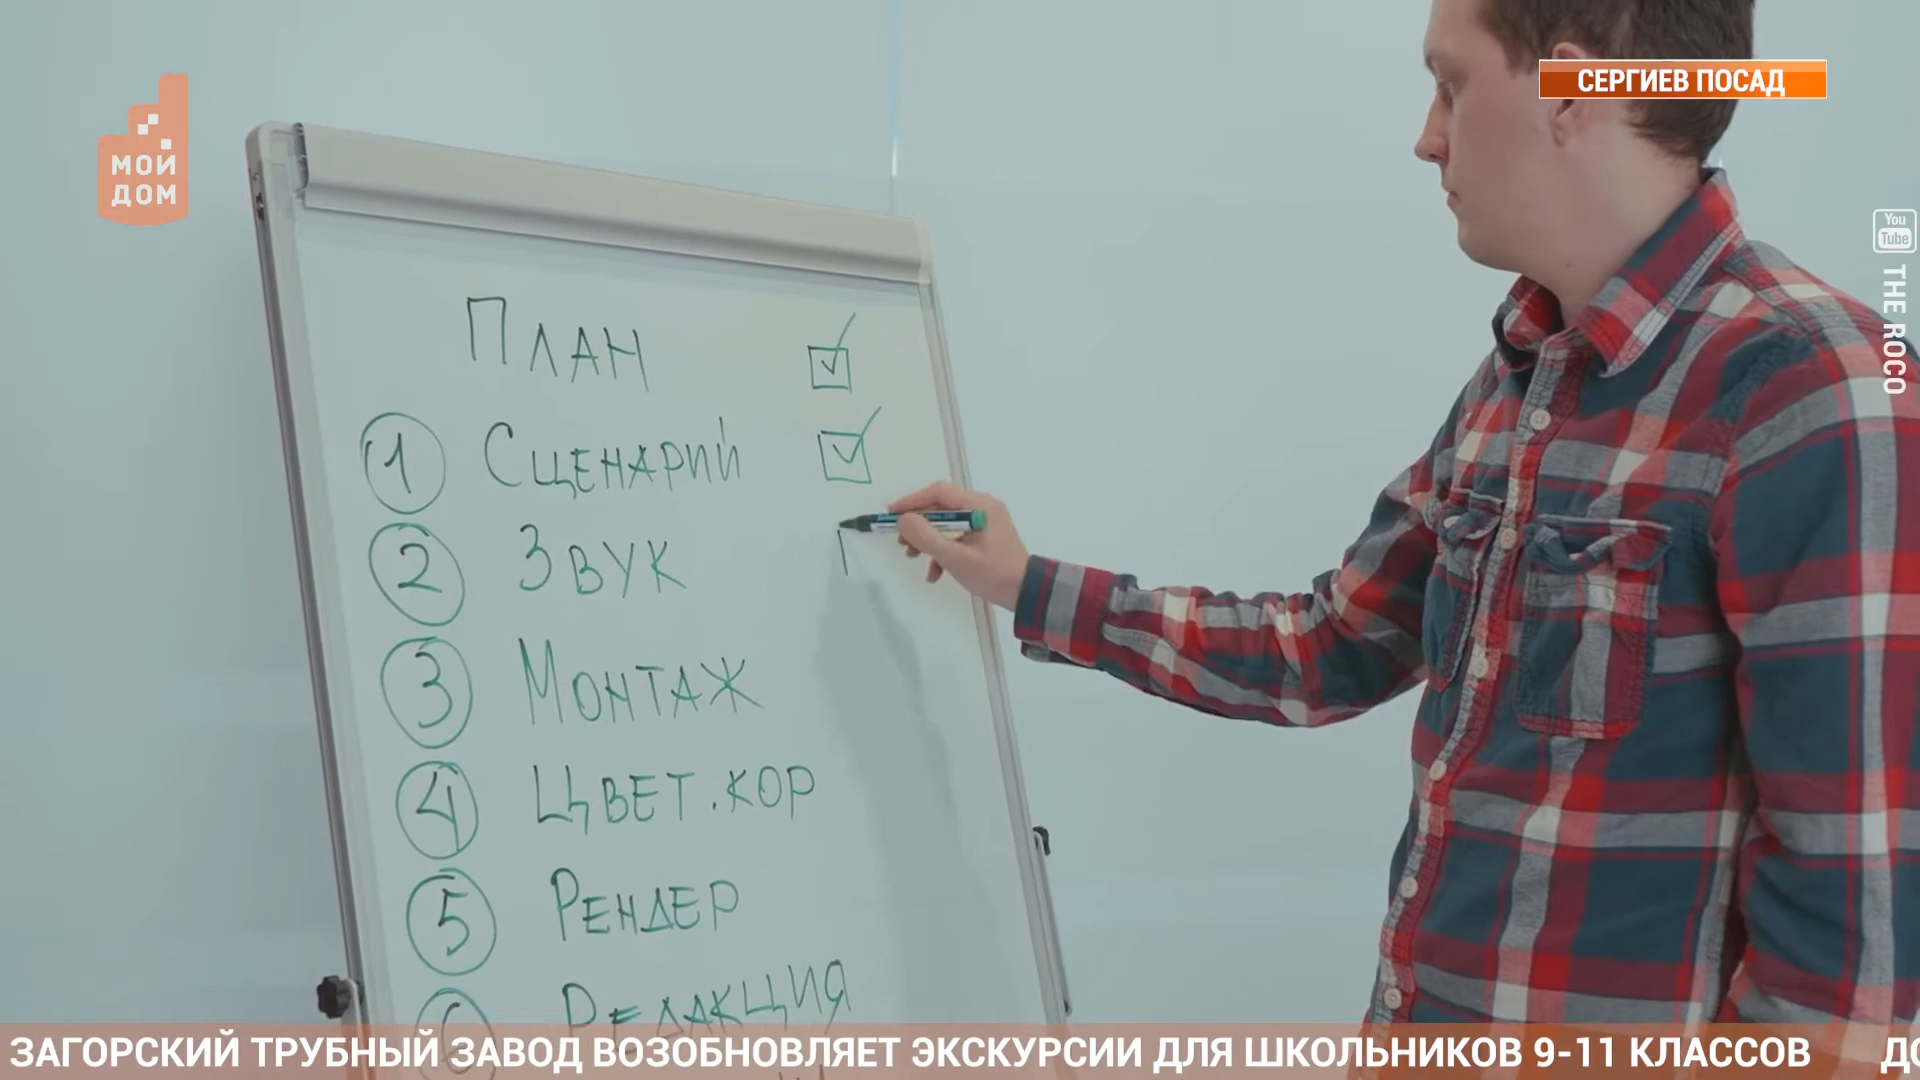 СЕРГИЕВ ПОСАД
МОЙ
ДОМ
You
Tube
THE ROCO
ПЛАН
1 СЦЕНАРИЙ
2 ЗВУК
3 МОНТАЖ
4 ЦВЕТ.КОР
5 РЕНДЕР
6 РЕДАКЦИЯ
ЗАГОРСКИЙ ТРУБНЫЙ ЗАВОД ВОЗОБНОВЛЯЕТ ЭКСКУРСИИ ДЛЯ ШКОЛЬНИКОВ 9-11 КЛАССОВ